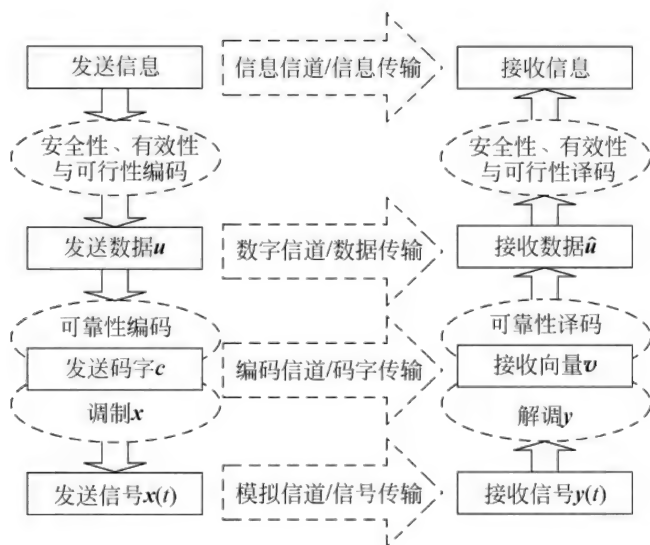 发送信息
信息信道/信息传输
接收信息
安全性、有效性
与可行性编码
安全性、有效性
与可行性译码
发送数据u
数字信道/数据传输
接收数据û
可靠性编码
可靠性译码
发送码字c
编码信道/码字传输
接收向量v
调制x
解调y
发送信号x(t)
模拟信道/信号传输
接收信号y(t)